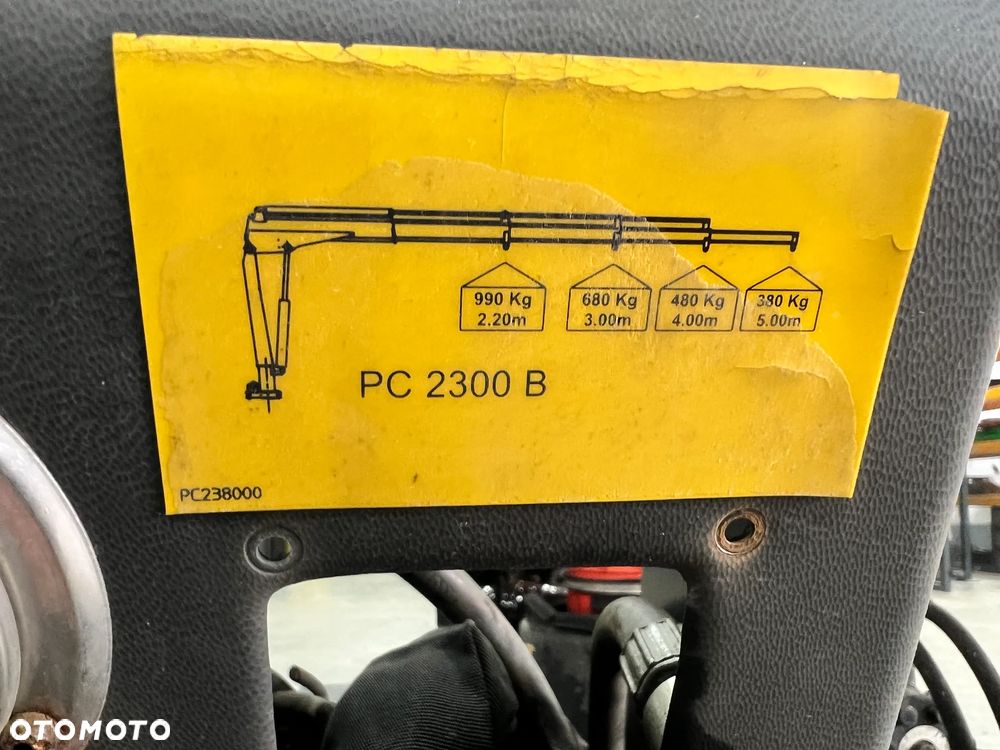 990 Kg 680 Kg 480 Kg 380 Kg
2.20m 3.00m 4.00m 5.00m
PC 2300 B
PC238000
OTOMOTO